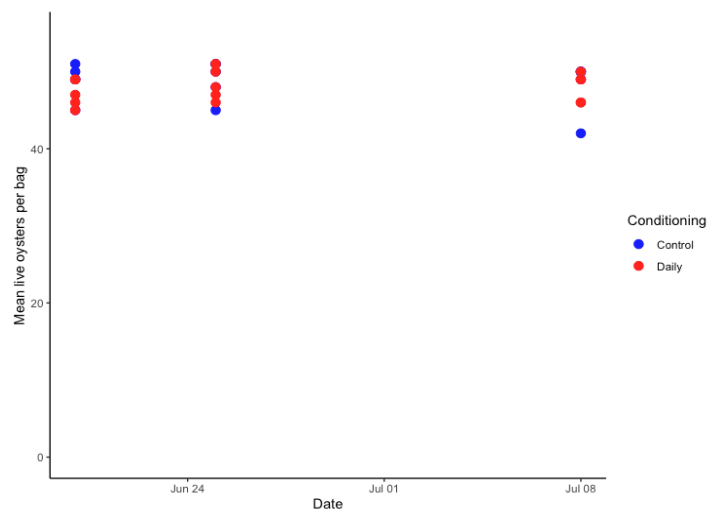 Mean live oysters per bag
40
20
0
Jun 24
Jul 01
Jul 08
Date
Conditioning
Control
Daily